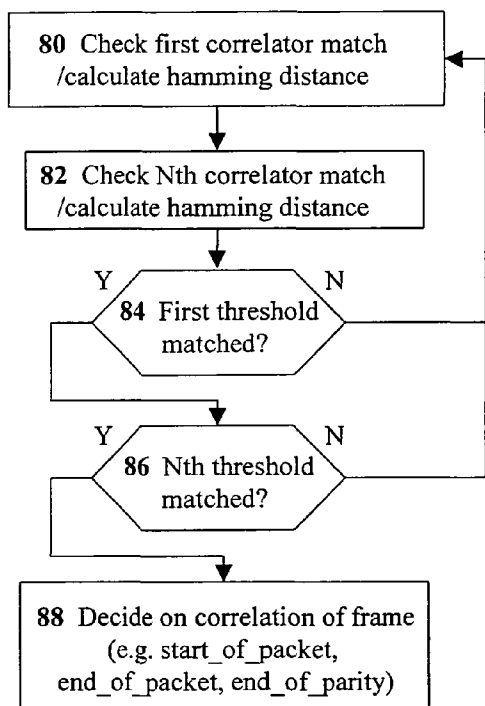 80 Check first correlator match
/calculate hamming distance
82 Check Nth correlator match
/calculate hamming distance
Y N
84 First threshold
matched?
Y N
86 Nth threshold
matched?
88 Decide on correlation of frame
(e.g. start_of_packet,
end_of_packet, end_of_parity)